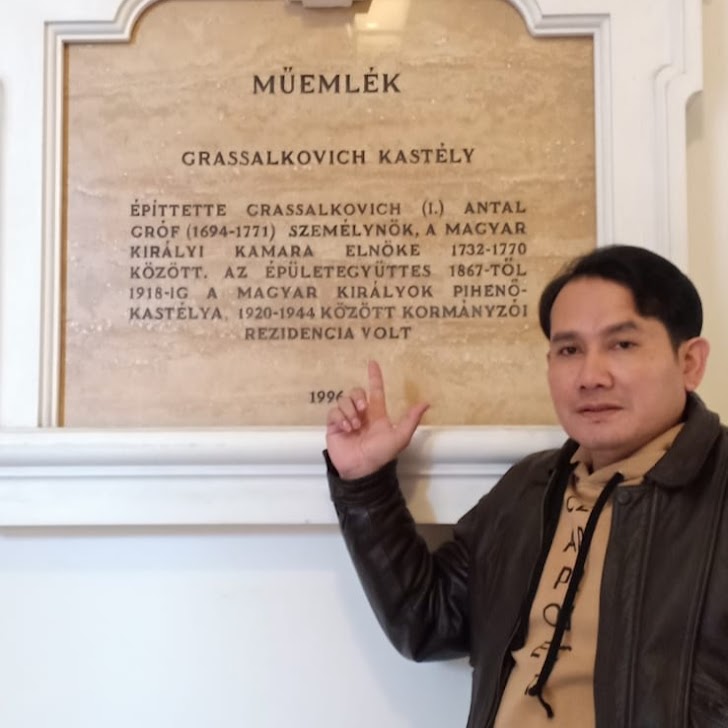 MŰEMLÉK
GRASSALKOVICH KASTÉLY
ÉPÍTTETTE GRASSALKOVICH (I.) ANTAL
GRÓF (1694-1771) SZEMÉLYNÖK, A MAGYAR
KIRÁLYI KAMARA ELNÖKE 1732-1770
KÖZÖTT. AZ ÉPÜLETEGYÜTTES 1867-TŐL
1918-IG A MAGYAR KIRÁLYOK PIHENŐ-
KASTÉLYA, 1920-1944 KÖZÖTT KORMÁNYZÓI
REZIDENCIA VOLT
1996